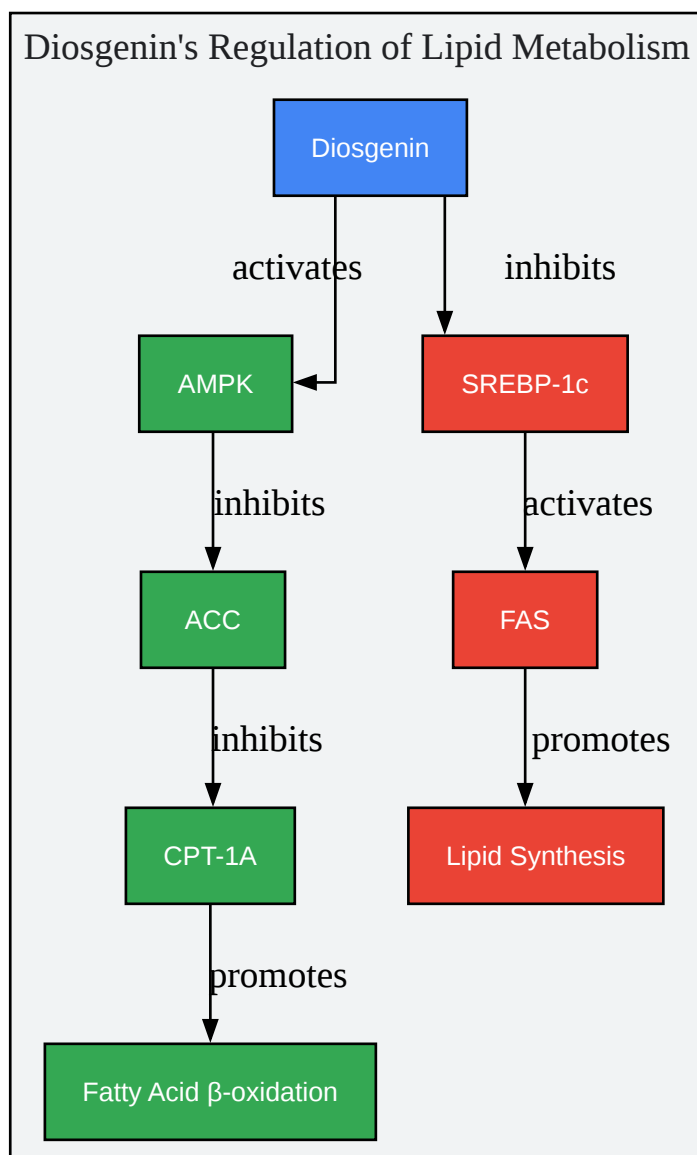 Diosgenin's Regulation of Lipid Metabolism
Diosgenin
activates
inhibits
AMPK
SREBP-1c
inhibits
activates
ACC
FAS
inhibits
promotes
CPT-1A
Lipid Synthesis
promotes
Fatty Acid β-oxidation